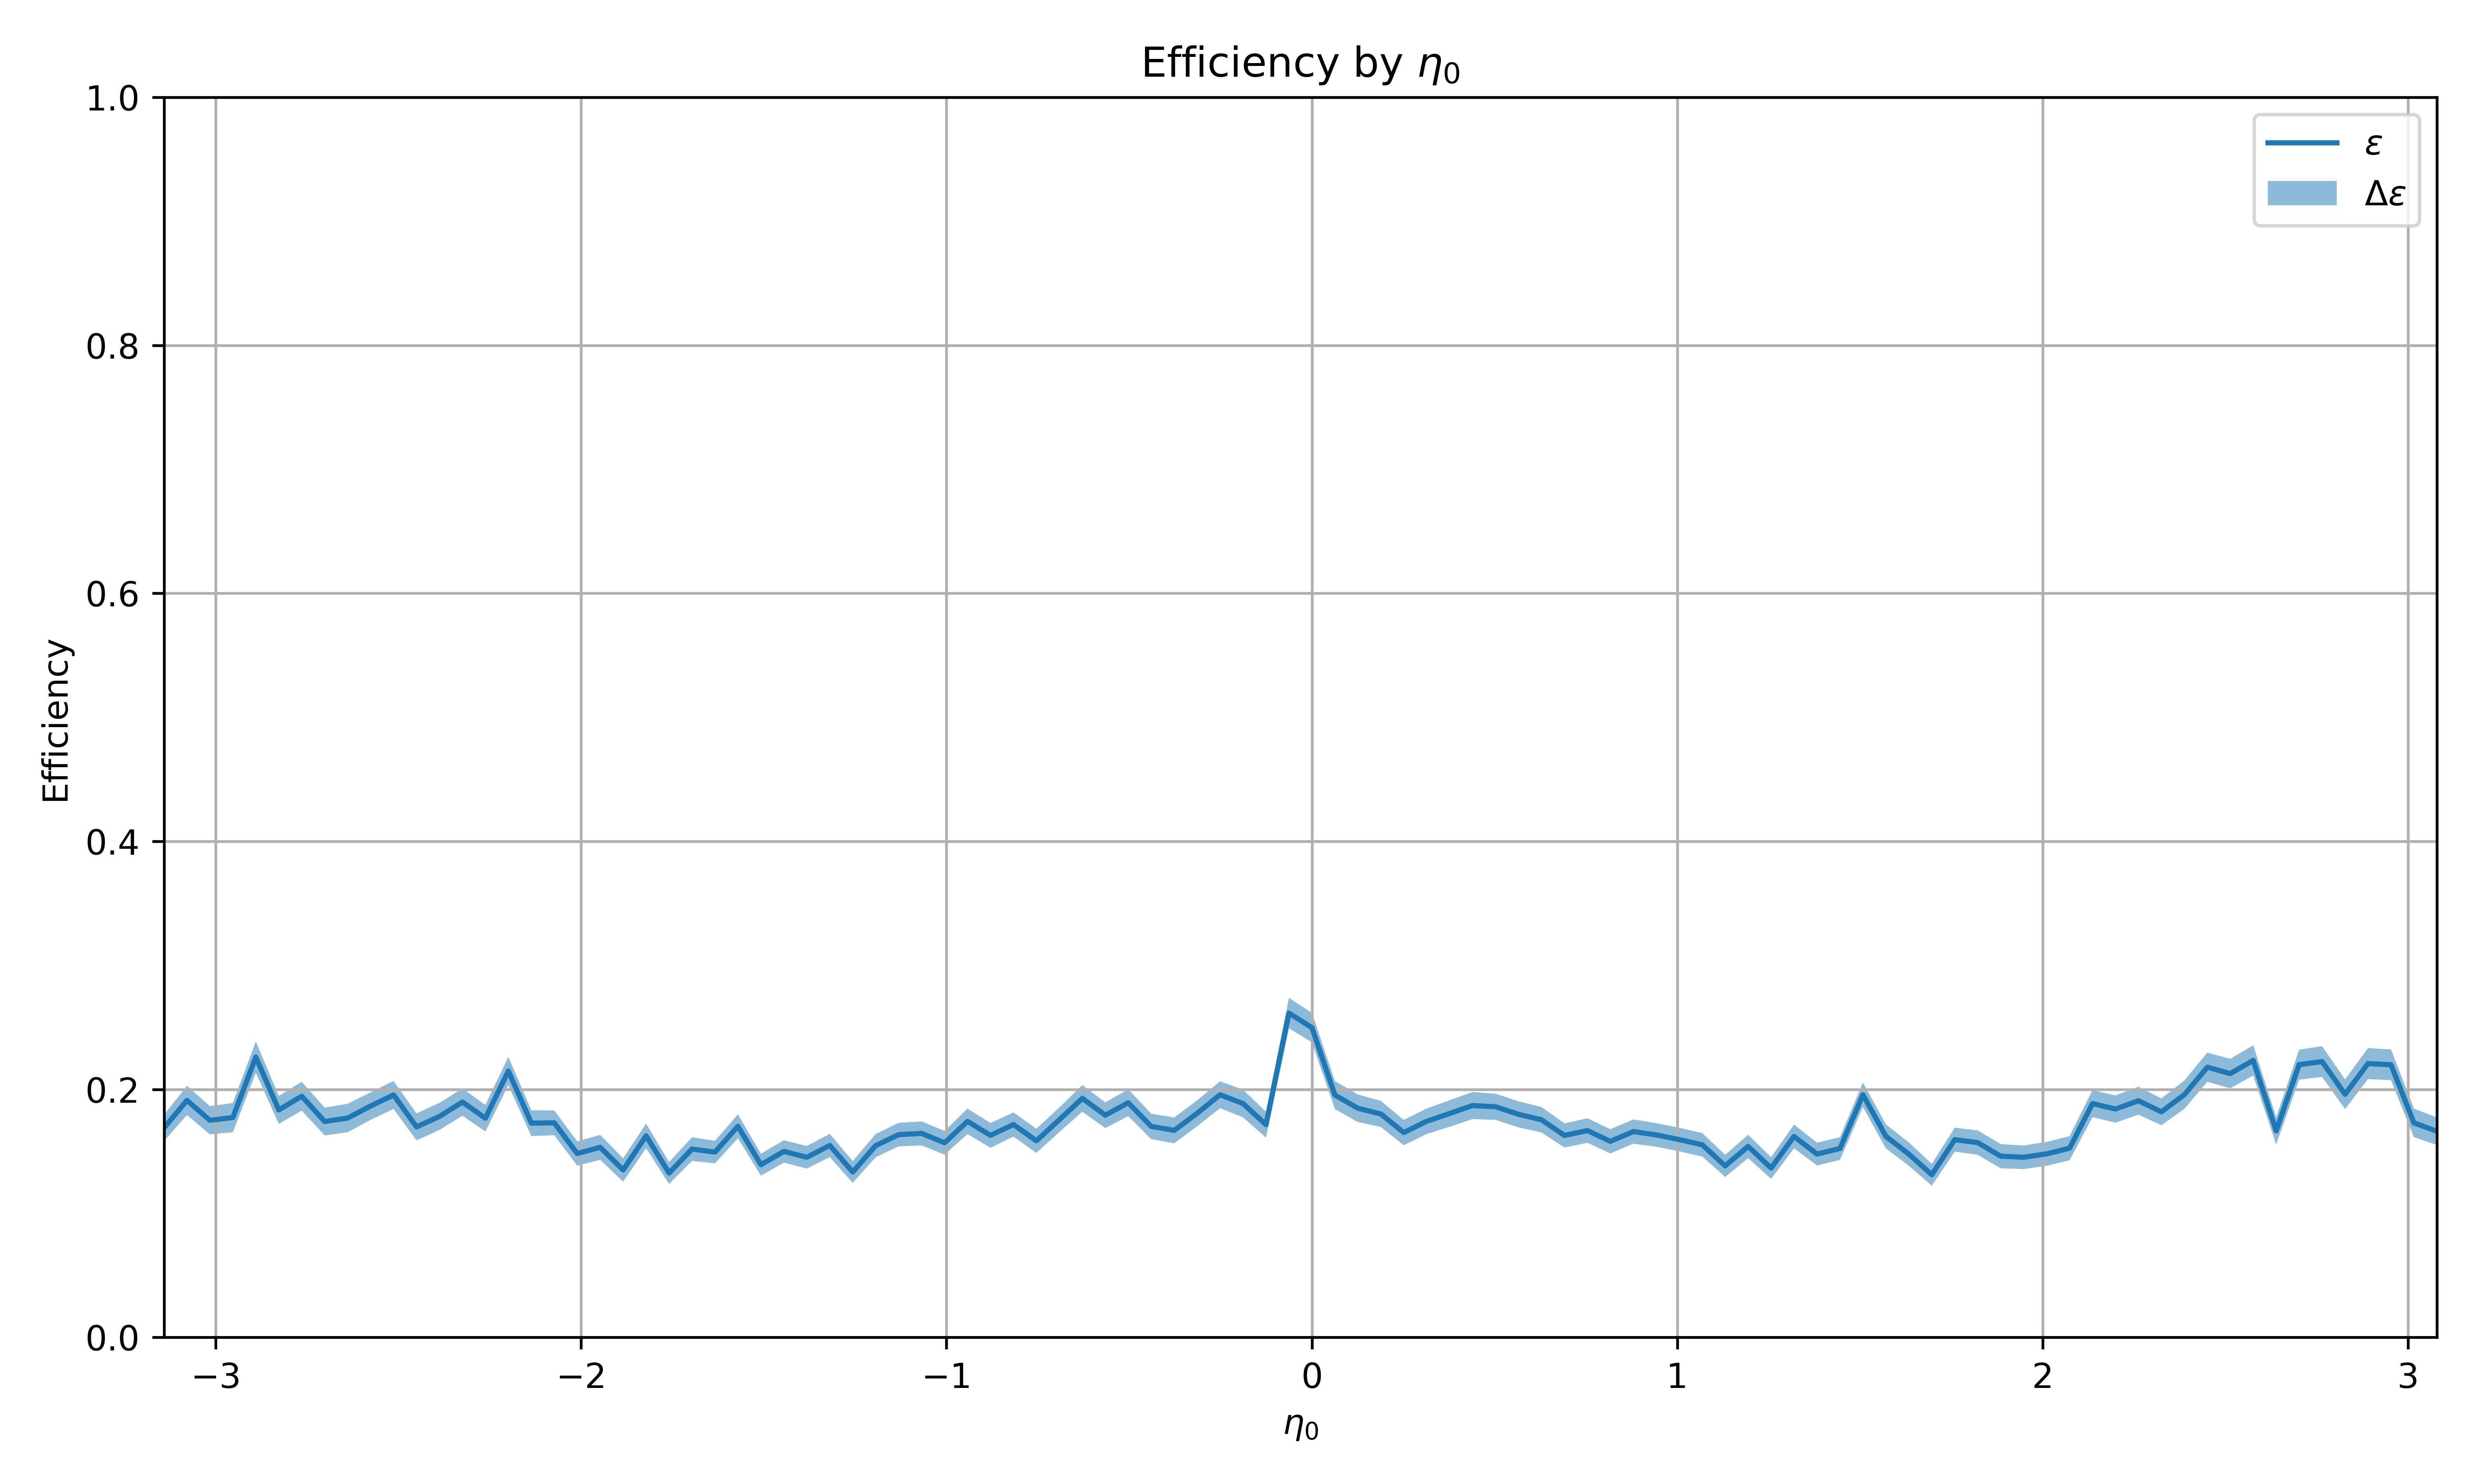 Efficiency by η₀
1.0
0.8
0.6
0.4
0.2
0.0
Efficiency
−3 −2 −1 0 1 2 3
η₀
ε
Δε